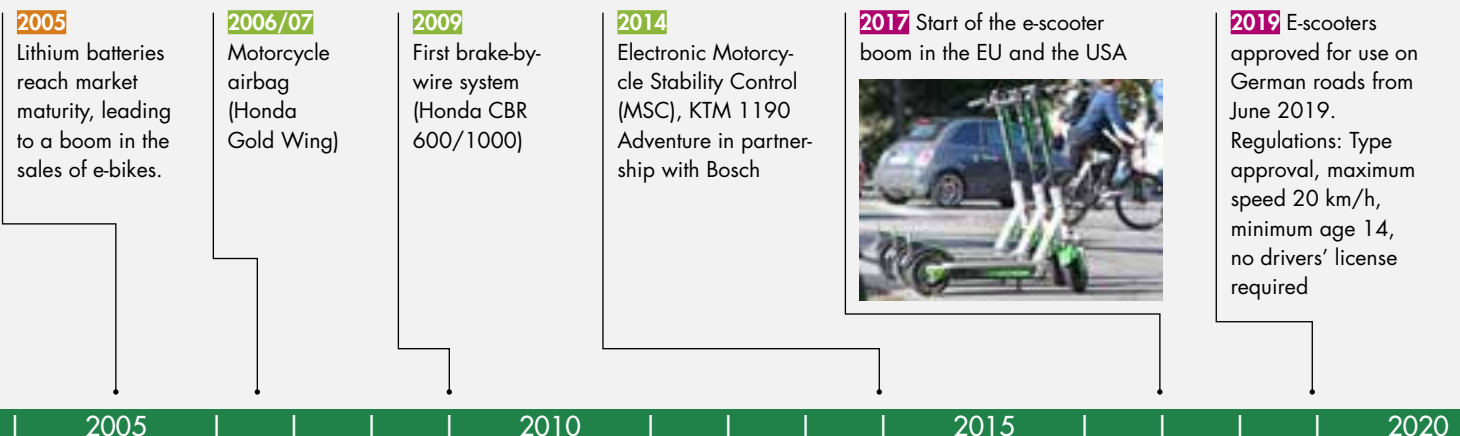 2005
Lithium batteries
reach market
maturity, leading
to a boom in the
sales of e-bikes.
2006/07
Motorcycle
airbag
(Honda
Gold Wing)
2009
First brake-by-
wire system
(Honda CBR
600/1000)
2014
Electronic Motorcy-
cle Stability Control
(MSC), KTM 1190
Adventure in partner-
ship with Bosch
2017 Start of the e-scooter
boom in the EU and the USA
2019 E-scooters
approved for use on
German roads from
June 2019.
Regulations: Type
approval, maximum
speed 20 km/h,
minimum age 14,
no drivers’ license
required
2005 2010 2015 2020